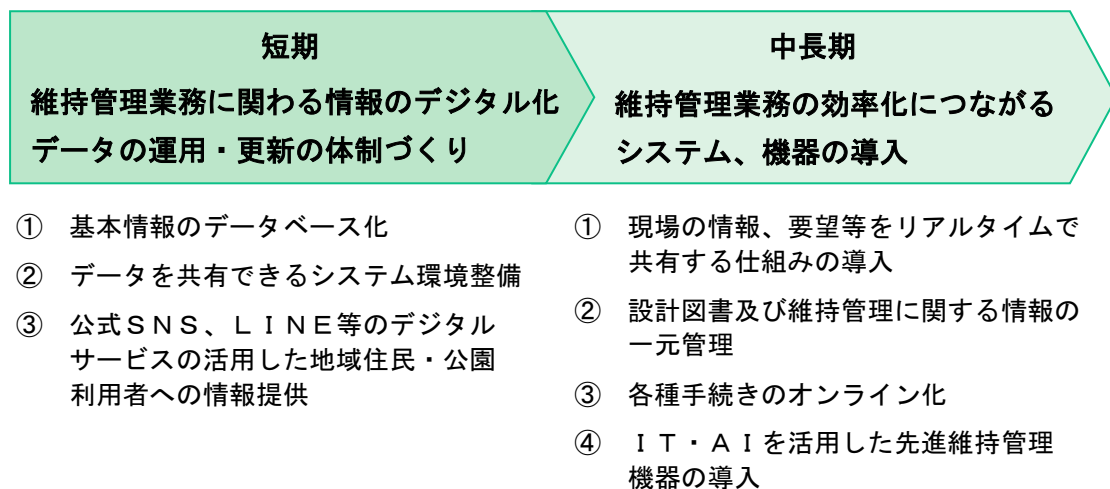 短期
維持管理業務に関わる情報のデジタル化
データの運用・更新の体制づくり
① 基本情報のデータベース化
② データを共有できるシステム環境整備
③ 公式ＳＮＳ、ＬＩＮＥ等のデジタル
サービスの活用した地域住民・公園
利用者への情報提供
中長期
維持管理業務の効率化につながる
システム、機器の導入
① 現場の情報、要望等をリアルタイムで
共有する仕組みの導入
② 設計図書及び維持管理に関する情報の
一元管理
③ 各種手続きのオンライン化
④ ＩＴ・ＡＩを活用した先進維持管理
機器の導入